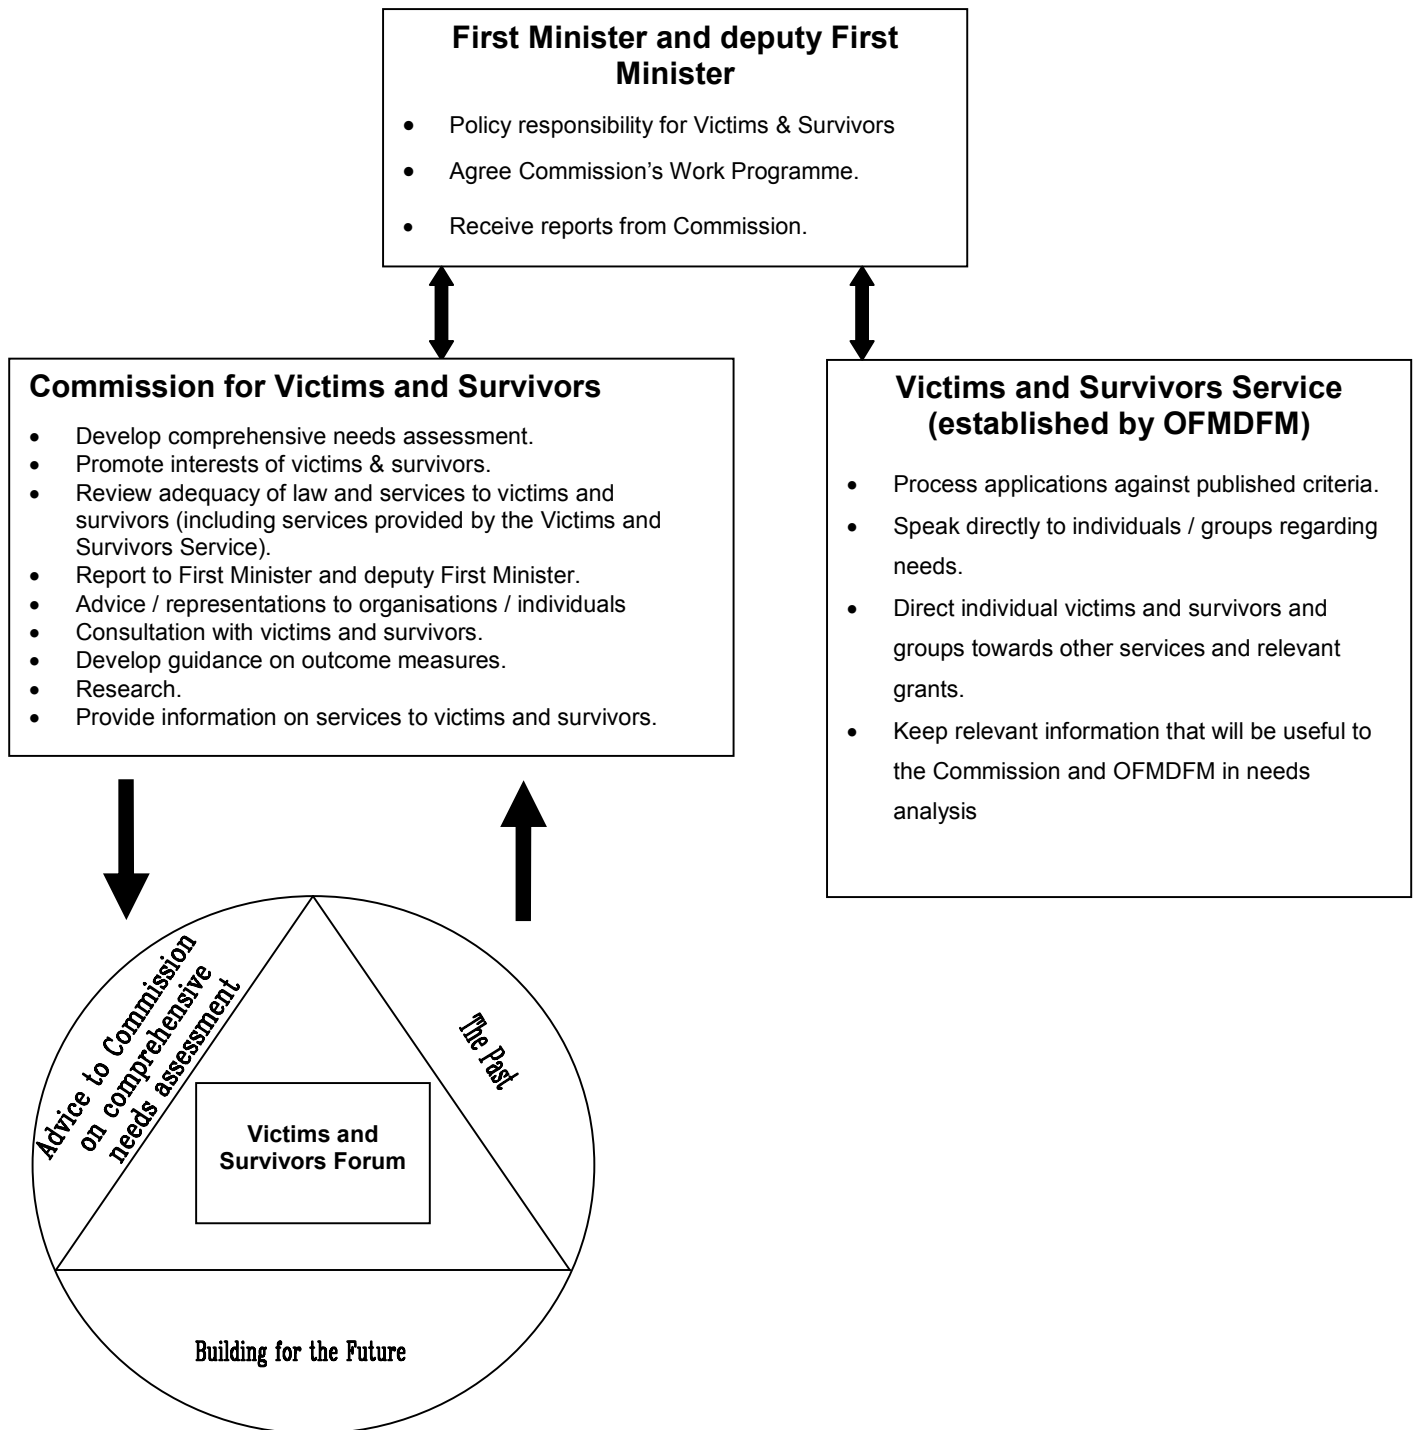 First Minister and deputy First
Minister
• Policy responsibility for Victims & Survivors
• Agree Commission’s Work Programme.
• Receive reports from Commission.
Commission for Victims and Survivors
• Develop comprehensive needs assessment.
• Promote interests of victims & survivors.
• Review adequacy of law and services to victims and
survivors (including services provided by the Victims and
Survivors Service).
• Report to First Minister and deputy First Minister.
• Advice / representations to organisations / individuals
• Consultation with victims and survivors.
• Develop guidance on outcome measures.
• Research.
• Provide information on services to victims and survivors.
Victims and Survivors Service
(established by OFMDFM)
• Process applications against published criteria.
• Speak directly to individuals / groups regarding
needs.
• Direct individual victims and survivors and
groups towards other services and relevant
grants.
• Keep relevant information that will be useful to
the Commission and OFMDFM in needs
analysis
Advice to Commission
on comprehensive
needs assessment
The Past
Victims and
Survivors Forum
Building for the Future